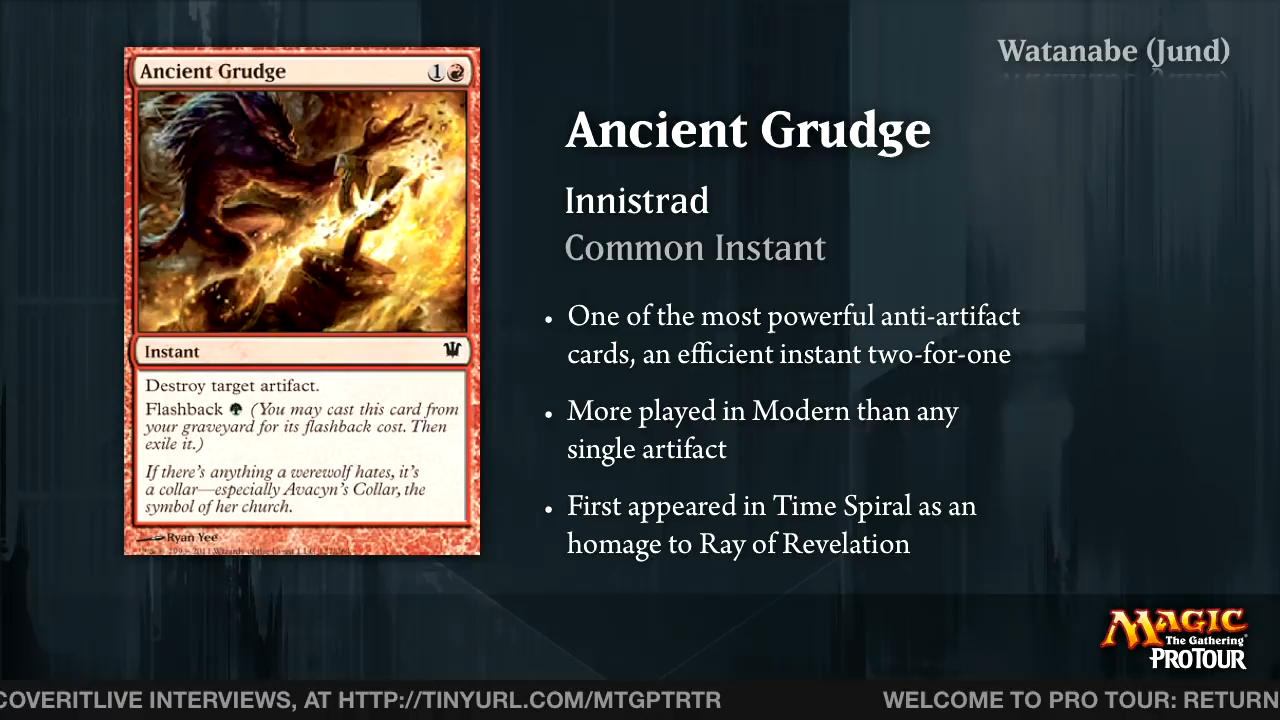 Watanabe (Jund)
Ancient Grudge
Ancient Grudge 1
Innistrad
Common Instant
• One of the most powerful anti-artifact
cards, an efficient instant two-for-one
• More played in Modern than any
single artifact
• First appeared in Time Spiral as an
homage to Ray of Revelation
Instant
Destroy target artifact.
Flashback (You may cast this card from
your graveyard for its flashback cost. Then
exile it.)
If there's anything a werewolf hates, it's
a collar—especially Avacyn's Collar, the
symbol of her church.
Ryan Yee
MAGIC
The Gathering®
PRO TOUR
COVERITLIVE INTERVIEWS, AT HTTP://TINYURL.COM/MTGPTRTR
WELCOME TO PRO TOUR: RETURN